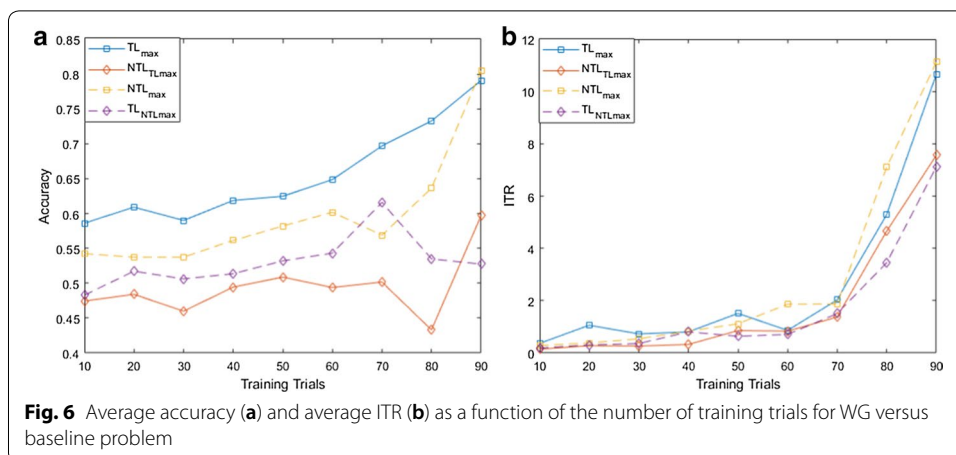 a
0.85
0.8
0.75
0.7
0.65
0.6
0.55
0.5
0.45
0.4
Accuracy
TLmax
NTLTLmax
NTLmax
TLNTLmax
10 20 30 40 50 60 70 80 90
Training Trials
b
12
10
8
6
4
2
0
ITR
TLmax
NTLTLmax
NTLmax
TLNTLmax
10 20 30 40 50 60 70 80 90
Training Trials
Fig. 6 Average accuracy (a) and average ITR (b) as a function of the number of training trials for WG versus
baseline problem